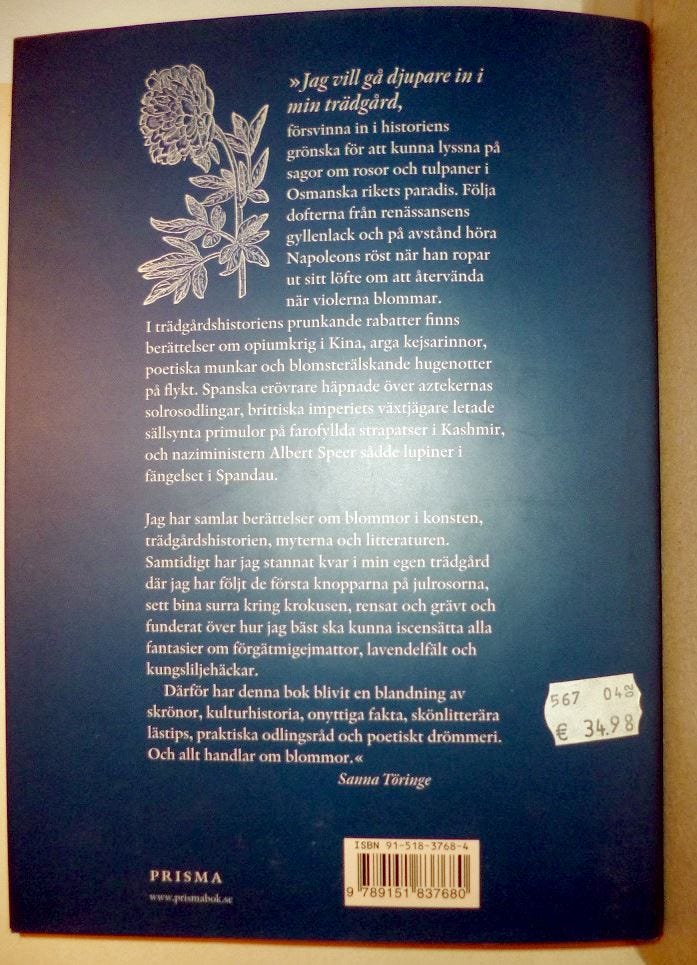 »Jag vill gå djupare in i
min trädgård,
försvinna in i historiens
grönska för att kunna lyssna på
sagor om rosor och tulpaner i
Osmanska rikets paradis. Följa
dofterna från renässansens
gyllenlack och på avstånd höra
Napoleons röst när han ropar
ut sitt löfte om att återvända
när violerna blommar.
I trädgårdshistoriens prunkande rabatter finns
berättelser om opiumkrig i Kina, arga kejsarinnor,
poetiska munkar och blomsterälskande hugenotter
på flykt. Spanska erövrare häpnade över aztekernas
solrosodlingar, brittiska imperiets växtjägare letade
sällsynta primulor på farofyllda strapatser i Kashmir,
och naziministern Albert Speer sådde lupiner i
fängelset i Spandau.
Jag har samlat berättelser om blommor i konsten,
trädgårdshistorien, myterna och litteraturen.
Samtidigt har jag stannat kvar i min egen trädgård
där jag har följt de första knopparna på julrosorna,
sett bina surra kring krokusen, rensat och grävt och
funderat över hur jag bäst ska kunna iscensätta alla
fantasier om förgätmigejmattor, lavendelfält och
kungsliljehäckar.
Därför har denna bok blivit en blandning av
skrönor, kulturhistoria, onyttiga fakta, skönlitterära
lästips, praktiska odlingsråd och poetiskt drömmeri.
Och allt handlar om blommor.«
Sanna Töringe
567 04 02
€ 34.98
ISBN 91-518-3768-4
9 789151 837680
PRISMA
www.prismabok.se